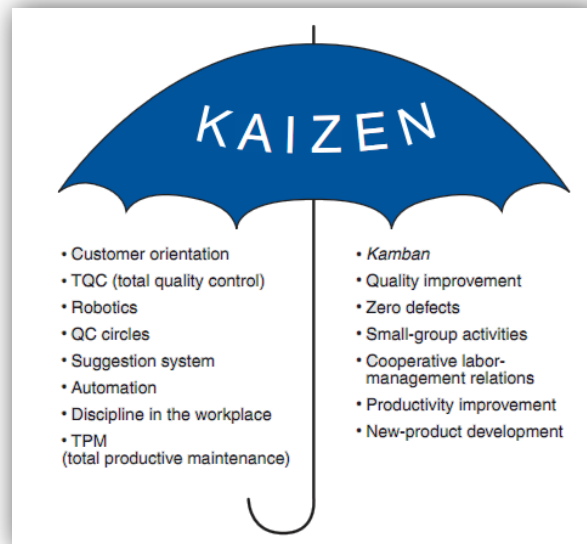 KAIZEN
• Customer orientation
• TQC (total quality control)
• Robotics
• QC circles
• Suggestion system
• Automation
• Discipline in the workplace
• TPM
(total productive maintenance)
• Kamban
• Quality improvement
• Zero defects
• Small-group activities
• Cooperative labor-
management relations
• Productivity improvement
• New-product development